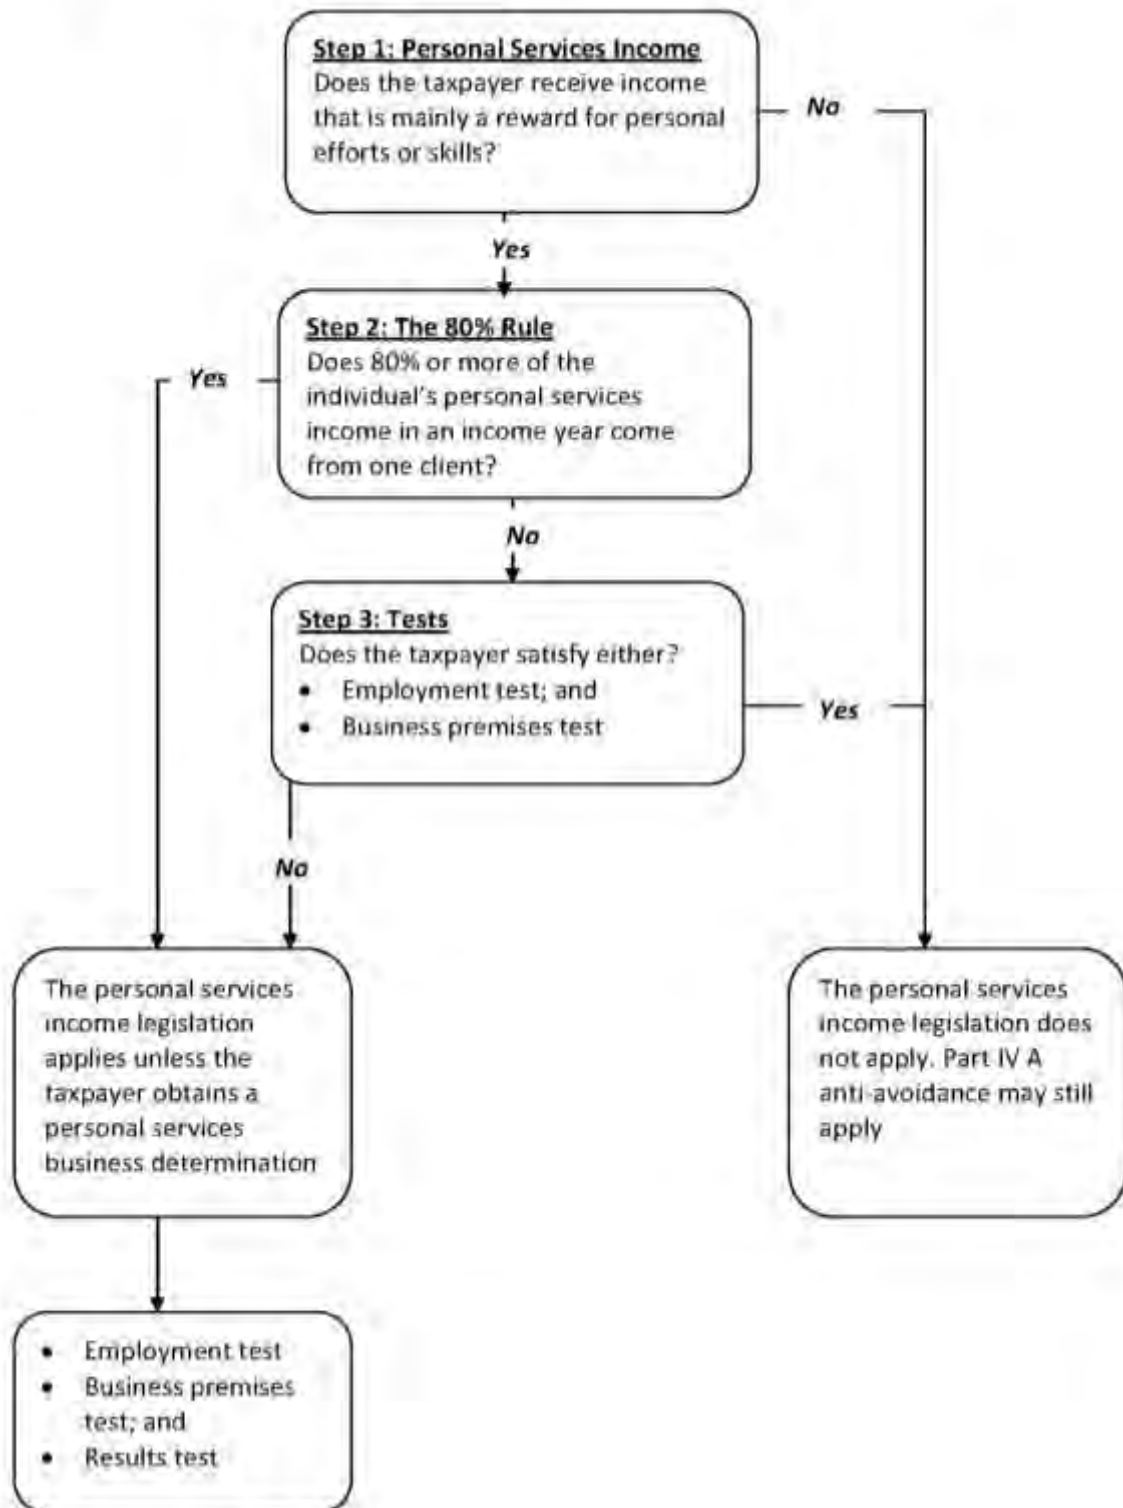 Step 1: Personal Services Income
Does the taxpayer receive income
that is mainly a reward for personal
efforts or skills?
No
Yes
Step 2: The 80% Rule
Does 80% or more of the
individual's personal services
income in an income year come
from one client?
Yes
No
Step 3: Tests
Does the taxpayer satisfy either?
• Employment test; and
• Business premises test
Yes
No
The personal services
income legislation
applies unless the
taxpayer obtains a
personal services
business determination
The personal services
income legislation does
not apply. Part IV A
anti-avoidance may still
apply
• Employment test
• Business premises
test; and
• Results test